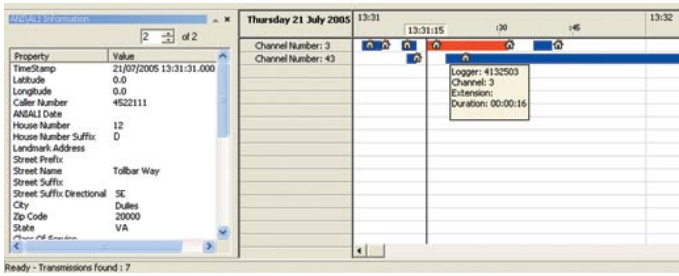 ANI/ALI Information
2 of 2
Property Value
TimeStamp 21/07/2005 13:31:31.000
Latitude 0.0
Longitude 0.0
Caller Number 4522111
ANIALI Date
House Number 12
House Number Suffix D
Landmark Address
Street Prefix
Street Name Tollbar Way
Street Suffix
Street Suffix Directional SE
City Dulles
Zip Code 20000
State VA
Class Of Service
Ready - Transmissions found : 7
Thursday 21 July 2005
13:31
13:31:15
:30
:45
13:32
Channel Number: 3
Channel Number: 43
Logger: 4132503
Channel: 3
Extension:
Duration: 00:00:16